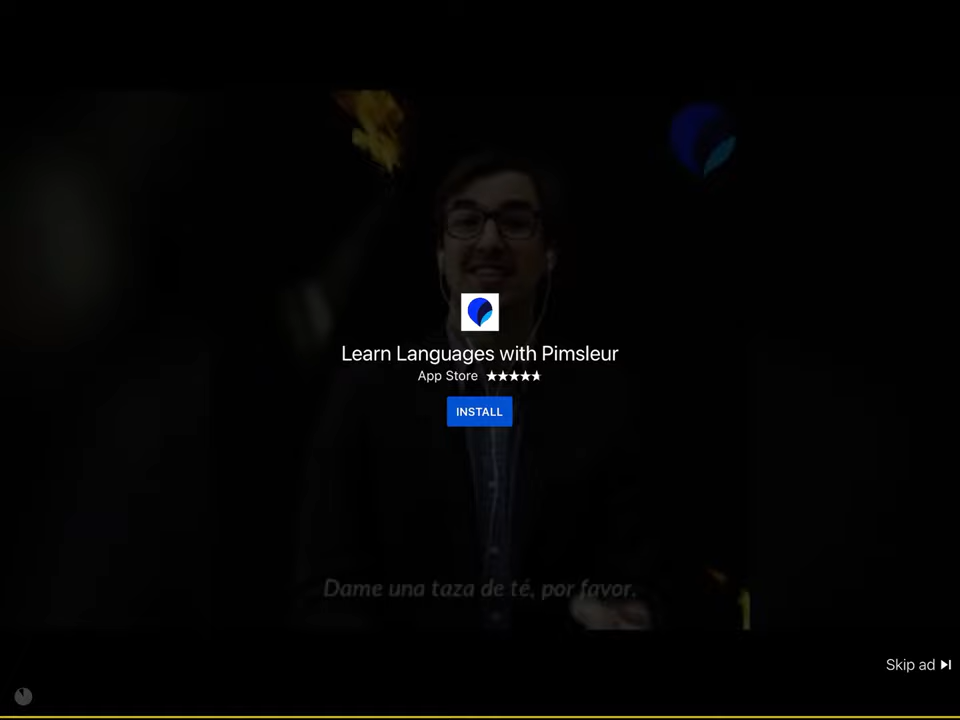 Learn Languages with Pimsleur
App Store ★★★★★
INSTALL
Dame una taza de té, por favor.
Skip ad